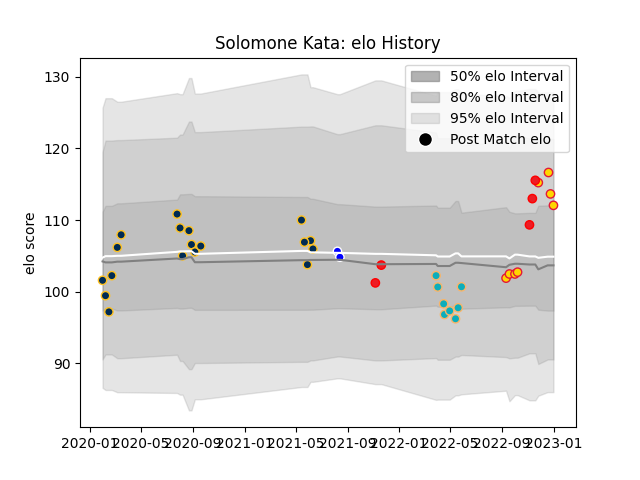 Solomone Kata: elo History
elo score
130
120
110
100
90
50% elo Interval
80% elo Interval
95% elo Interval
Post Match elo
2020-01 2020-05 2020-09 2021-01 2021-05 2021-09 2022-01 2022-05 2022-09 2023-01